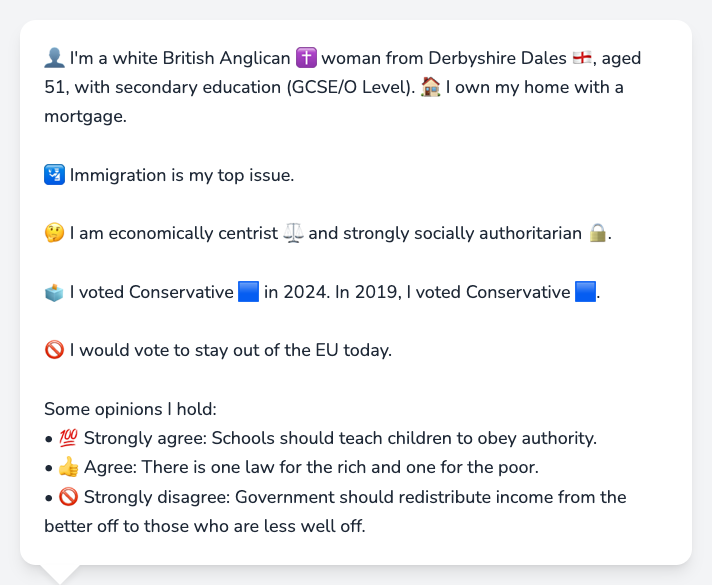 👤 I'm a white British Anglican ✝️ woman from Derbyshire Dales 🏴󠁧󠁢󠁥󠁮󠁧󠁿, aged
51, with secondary education (GCSE/O Level). 🏠 I own my home with a
mortgage.
🛂 Immigration is my top issue.
🤔 I am economically centrist ⚖️ and strongly socially authoritarian 🔒.
🗳️ I voted Conservative 🟦 in 2024. In 2019, I voted Conservative 🟦.
🚫 I would vote to stay out of the EU today.
Some opinions I hold:
• 💯 Strongly agree: Schools should teach children to obey authority.
• 👍 Agree: There is one law for the rich and one for the poor.
• 🚫 Strongly disagree: Government should redistribute income from the
better off to those who are less well off.